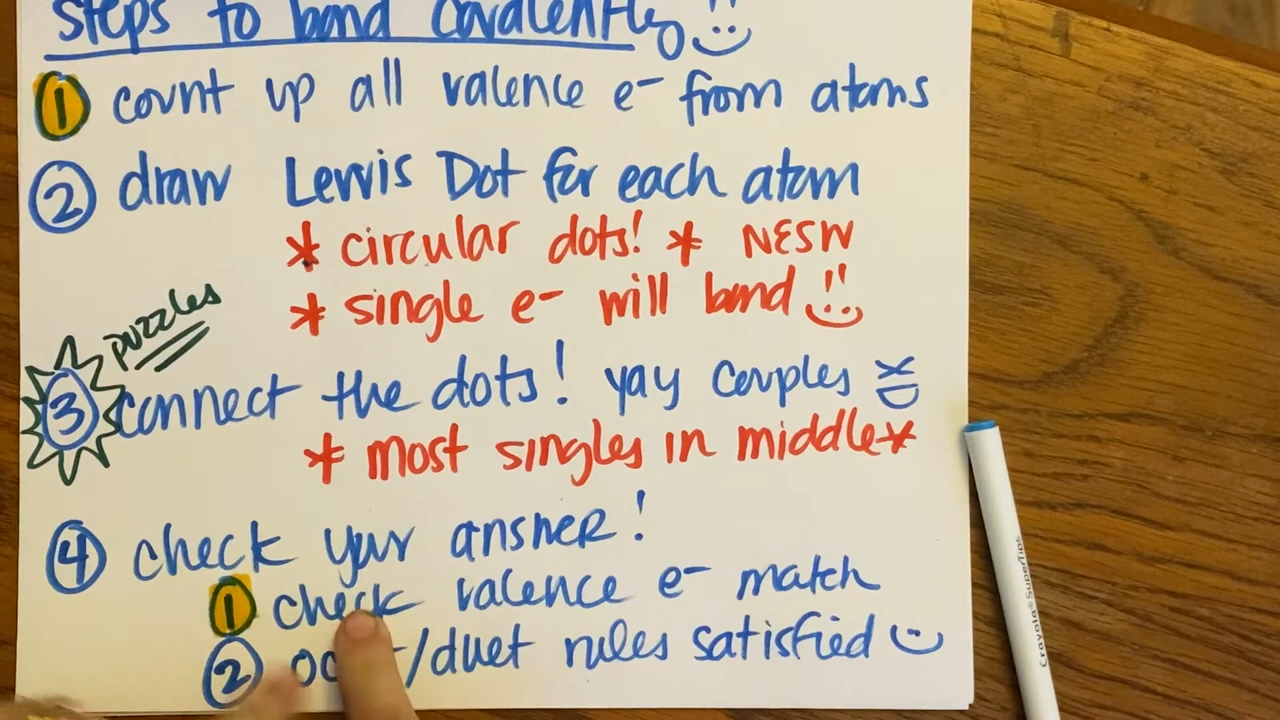 Steps to bond covalently
1 count up all valence e- from atoms
2 draw Lewis Dot for each atom
* circular dots! * NESW
* single e- will bond
puzzles
3 connect the dots! yay couples
* most singles in middle*
4 check your answer!
1 check valence e- match
2 /duet rules satisfied
Crayola SuperTips